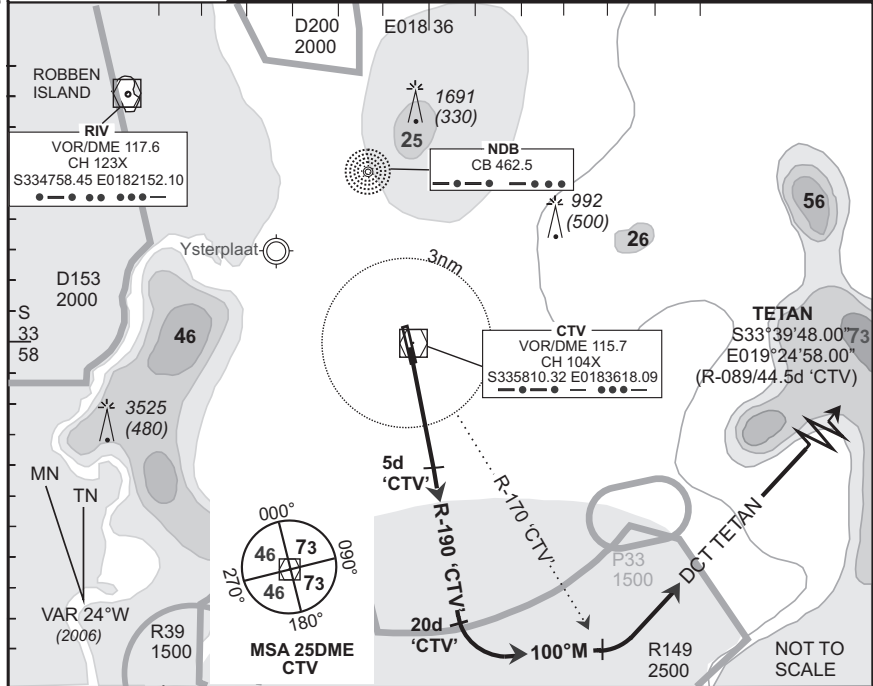 D200
2000
E018 36
ROBBEN
ISLAND
RIV
VOR/DME 117.6
CH 123X
S334758.45 E0182152.10
1691
(330)
25
NDB
CB 462.5
992
(500)
26
56
Ysterplaat
3nm
D153
2000
S
33
58
46
CTV
VOR/DME 115.7
CH 104X
S335810.32 E0183618.09
TETAN
S33°39'48.00"
E019°24'58.00"
(R-089/44.5d 'CTV)
73
3525
(480)
5d
'CTV'
R-190 'CTV'
R-170 'CTV'
MN
TN
VAR 24°W
(2006)
000°
090°
180°
270°
46
73
46
73
MSA 25DME
CTV
20d
'CTV'
100°M
DCT TETAN
P33
1500
R39
1500
R149
2500
NOT TO
SCALE